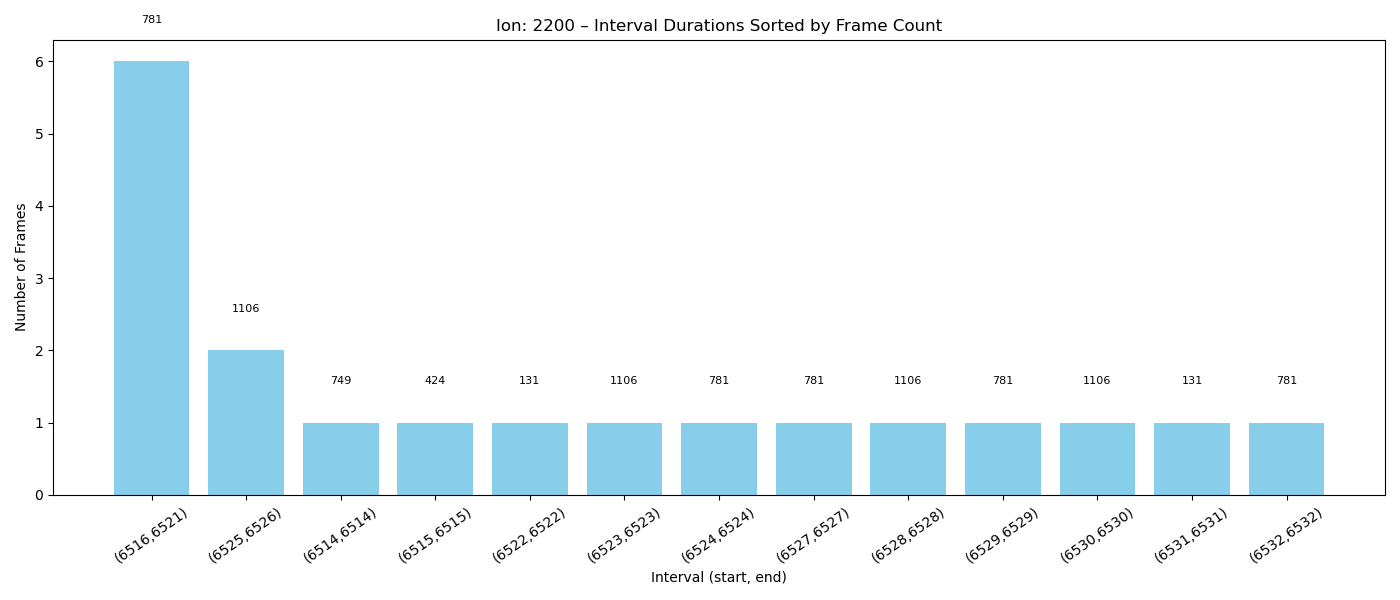 781
Ion: 2200 – Interval Durations Sorted by Frame Count
6
5
4
3
2
1
0
Number of Frames
1106
749 424 131 1106 781 781 1106 781 1106 131 781
(6516,6521) (6525,6526) (6514,6514) (6515,6515) (6522,6522) (6523,6523) (6524,6524) (6527,6527) (6528,6528) (6529,6529) (6530,6530) (6531,6531) (6532,6532)
Interval (start, end)